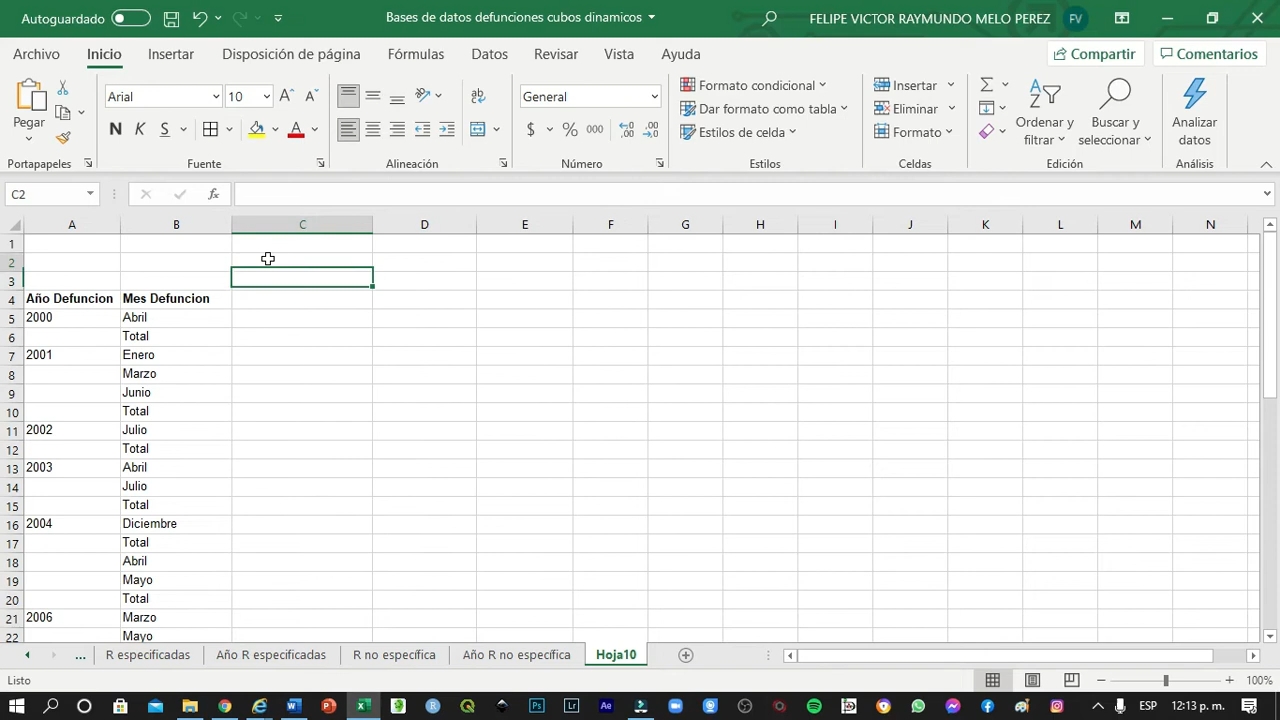 Autoguardado
Bases de datos defunciones cubos dinamicos
FELIPE VICTOR RAYMUNDO MELO PEREZ
FV
Archivo Inicio Insertar Disposición de página Fórmulas Datos Revisar Vista Ayuda
Compartir
Comentarios
Pegar
Portapapeles
Arial
10
N K S
Fuente
Alineación
General
$ % 000
Número
Formato condicional
Dar formato como tabla
Estilos de celda
Estilos
Insertar
Eliminar
Formato
Celdas
Ordenar y
filtrar
Buscar y
seleccionar
Edición
Analizar
datos
Análisis
C2
fx
A B C D E F G H I J K L M N
1
2
3
4 Año Defuncion Mes Defuncion
5 2000 Abril
6 Total
7 2001 Enero
8 Marzo
9 Junio
10 Total
11 2002 Julio
12 Total
13 2003 Abril
14 Julio
15 Total
16 2004 Diciembre
17 Total
18 Abril
19 Mayo
20 Total
21 2006 Marzo
22 Mayo
... R especificadas Año R especificadas R no específica Año R no específica Hoja10
Listo
100%
ESP 12:13 p. m.